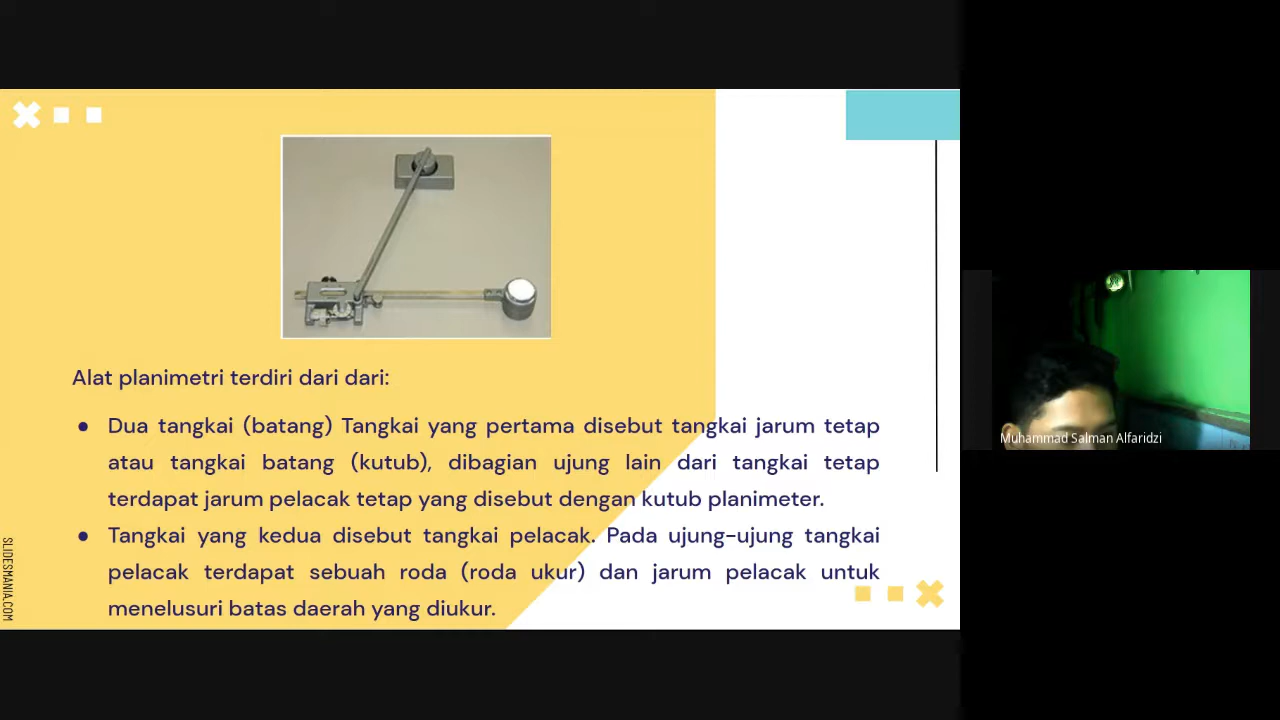 Alat planimetri terdiri dari dari:
● Dua tangkai (batang) Tangkai yang pertama disebut tangkai jarum tetap
atau tangkai batang (kutub), dibagian ujung lain dari tangkai tetap
terdapat jarum pelacak tetap yang disebut dengan kutub planimeter.
● Tangkai yang kedua disebut tangkai pelacak. Pada ujung-ujung tangkai
pelacak terdapat sebuah roda (roda ukur) dan jarum pelacak untuk
menelusuri batas daerah yang diukur.
SLIDESMANIA.COM
Muhammad Salman Alfaridzi